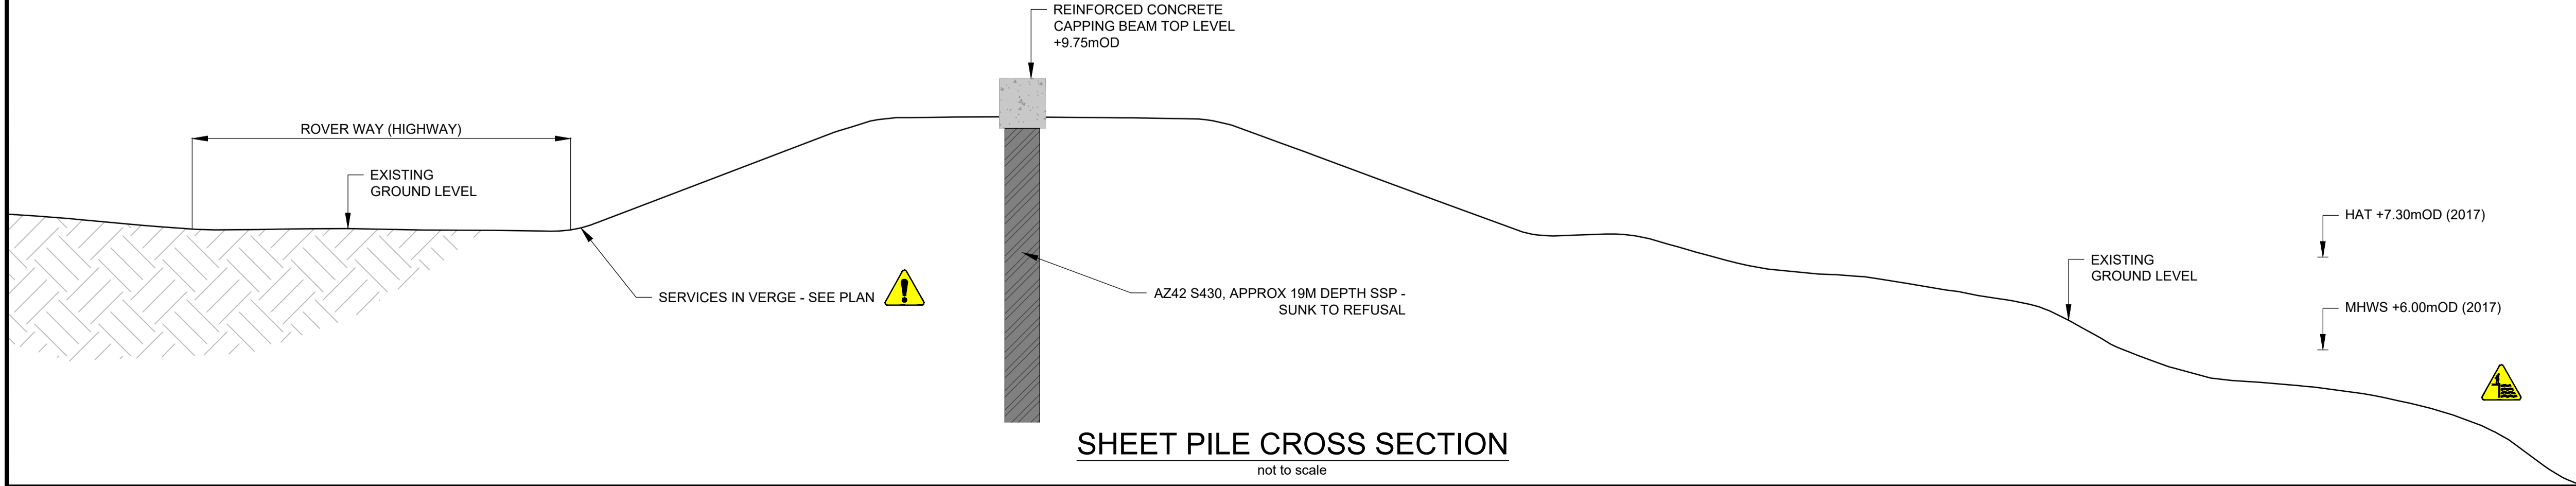 REINFORCED CONCRETE
CAPPING BEAM TOP LEVEL
+9.75mOD
ROVER WAY (HIGHWAY)
EXISTING
GROUND LEVEL
SERVICES IN VERGE - SEE PLAN
!
AZ42 S430, APPROX 19M DEPTH SSP -
SUNK TO REFUSAL
EXISTING
GROUND LEVEL
HAT +7.30mOD (2017)
MHWS +6.00mOD (2017)
SHEET PILE CROSS SECTION
not to scale